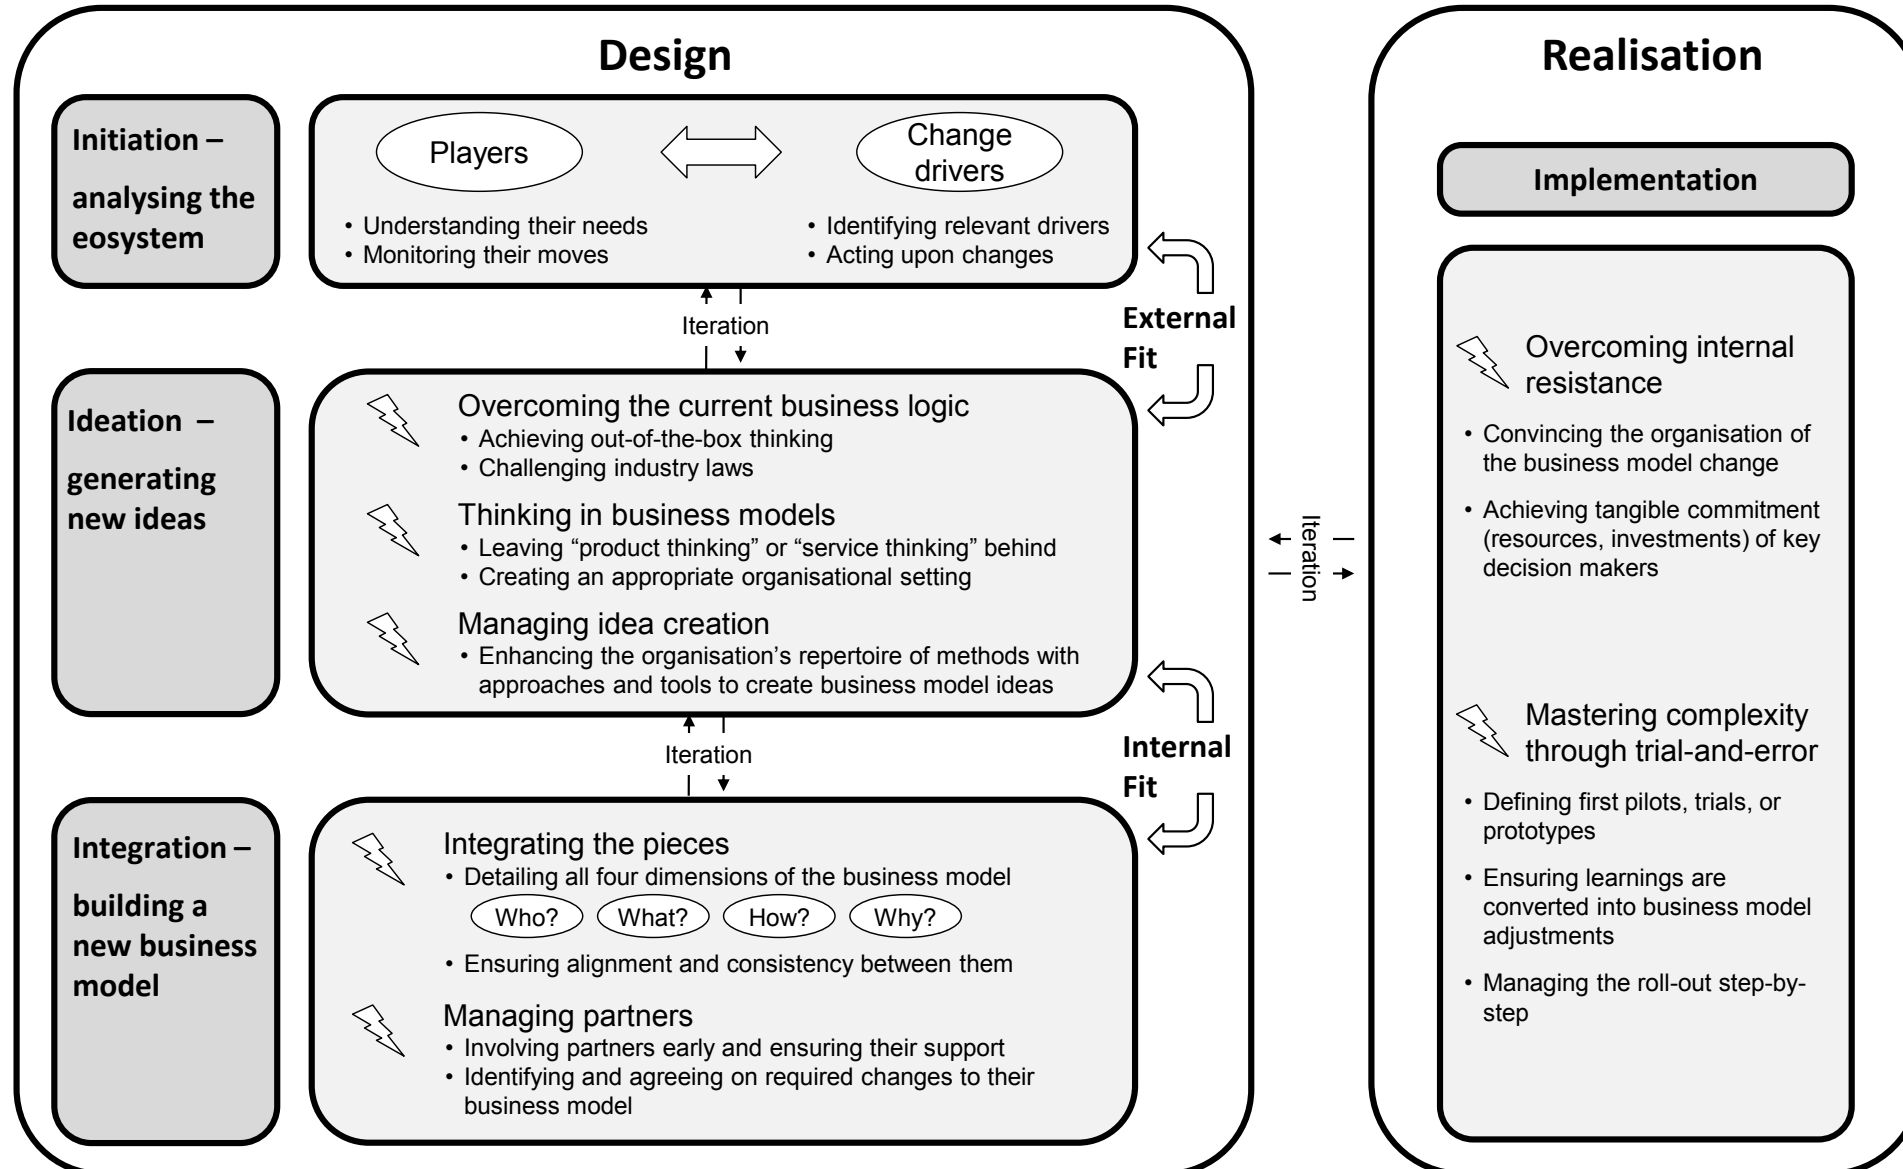 Design
Initiation –
analysing the
eosystem
Players
Change
drivers
• Understanding their needs
• Monitoring their moves
• Identifying relevant drivers
• Acting upon changes
Iteration
External
Fit
Ideation –
generating
new ideas
Overcoming the current business logic
• Achieving out-of-the-box thinking
• Challenging industry laws
Thinking in business models
• Leaving “product thinking” or “service thinking” behind
• Creating an appropriate organisational setting
Managing idea creation
• Enhancing the organisation’s repertoire of methods with
approaches and tools to create business model ideas
Iteration
Internal
Fit
Integration –
building a
new business
model
Integrating the pieces
• Detailing all four dimensions of the business model
Who? What? How? Why?
• Ensuring alignment and consistency between them
Managing partners
• Involving partners early and ensuring their support
• Identifying and agreeing on required changes to their
business model
Iteration
Realisation
Implementation
Overcoming internal
resistance
• Convincing the organisation of
the business model change
• Achieving tangible commitment
(resources, investments) of key
decision makers
Mastering complexity
through trial-and-error
• Defining first pilots, trials, or
prototypes
• Ensuring learnings are
converted into business model
adjustments
• Managing the roll-out step-by-
step